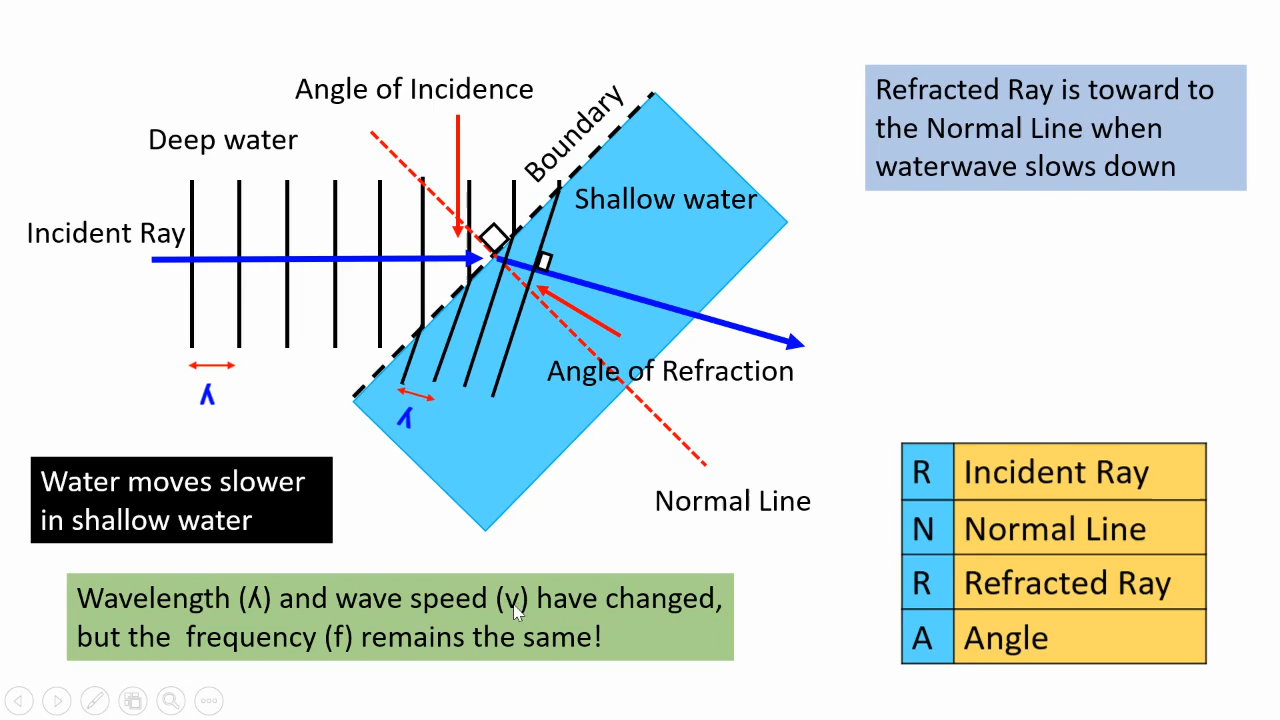 Angle of Incidence
Deep water
Boundary
Shallow water
Incident Ray
Refracted Ray is toward to
the Normal Line when
waterwave slows down
Angle of Refraction
ʎ
ʎ
Normal Line
Water moves slower
in shallow water
Wavelength (ʎ) and wave speed (v) have changed,
but the frequency (f) remains the same!
R Incident Ray
N Normal Line
R Refracted Ray
A Angle